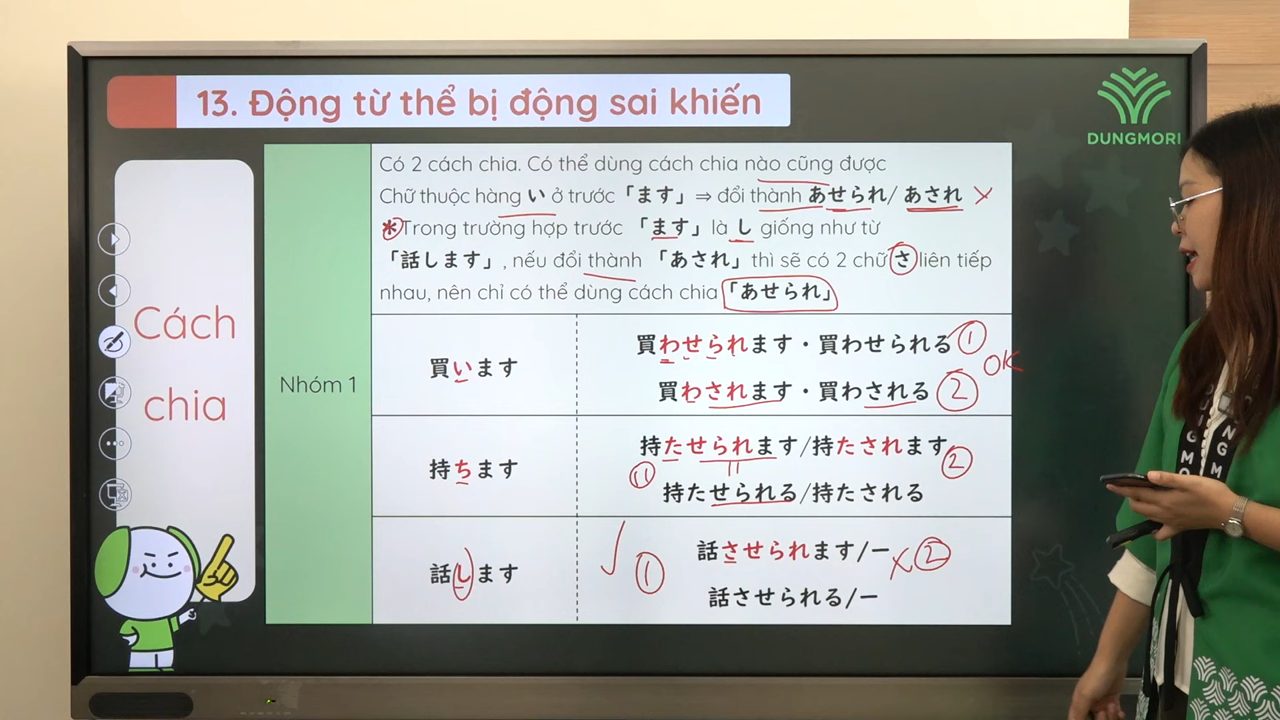 13. Động từ thể bị động sai khiến
DUNGMORI
Có 2 cách chia. Có thể dùng cách chia nào cũng được
Chữ thuộc hàng い ở trước「ます」⇒ đổi thành あせられ/ あされ X
*Trong trường hợp trước 「ます」 là し giống như từ
「話します」, nếu đổi thành 「あされ」 thì sẽ có 2 chữ さ liên tiếp
nhau, nên chỉ có thể dùng cách chia「あせられ」
Cách
chia
Nhóm 1
買います
買わせられます・買わせられる ①
OK
買わされます・買わされる ②
持ちます
持たせられます/持たされます ②
①
持たせられる/持たされる
話します
話させられます/ー X ②
①
話させられる/ー